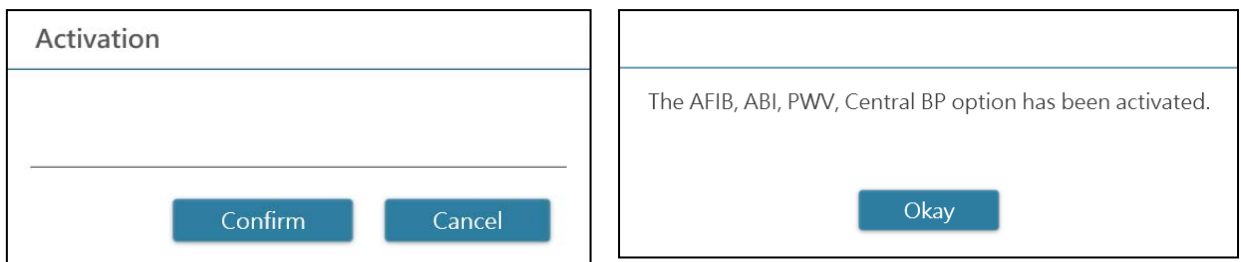 Activation
Confirm
Cancel
The AFIB, ABI, PWV, Central BP option has been activated.
Okay